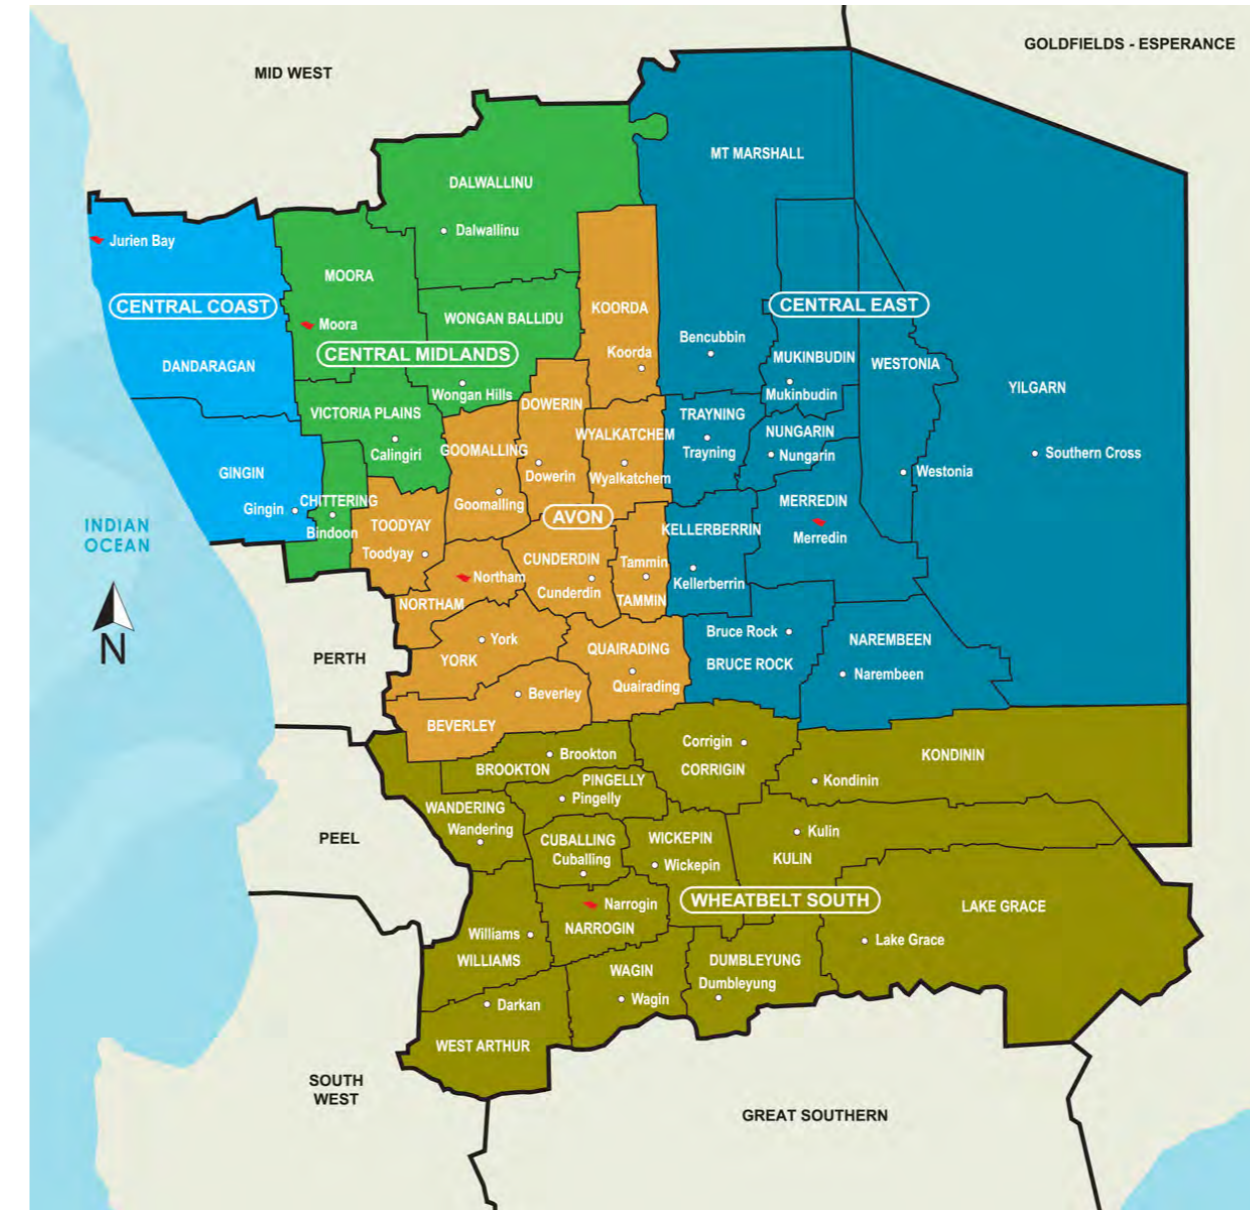 GOLDFIELDS - ESPERANCE
MID WEST
MT MARSHALL
DALWALLINU
Dalwallinu
Jurien Bay
MOORA
CENTRAL COAST
CENTRAL EAST
KOORDA
WONGAN BALLIDU
Moora
Bencubbin
CENTRAL MIDLANDS
Koorda
MUKINBUDIN
WESTONIA
DANDARAGAN
YILGARN
Wongan Hills
Mukinbudin
DOWERIN
VICTORIA PLAINS
TRAYNING
NUNGARIN
WYALKATCHEM
GOOMALLING
Calingiri
Trayning
Nungarin
Southern Cross
GINGIN
Westonia
Dowerin
Wyalkatchem
CHITTERING
MEREDDIN
Goomalling
Gingin
AVON
INDIAN
OCEAN
TOODYAY
Bindoon
KELLERBERRIN
Merredin
Toodyay
CUNDERDIN
Tammin
Northam
Kellerberrin
Cunderdin
NORTHAM
TAMMIN
York
Bruce Rock
NAREMBEEN
N
QUAIRADING
PERTH
YORK
BRUCE ROCK
Narembeen
Quairading
Beverley
BEVERLEY
Corrigin
Brookton
KONDININ
BROOKTON
CORRIGIN
PINGELLY
Kondinin
Pingelly
WANDERING
Wandering
Kulin
PEEL
CUBALLING
WICKEPIN
Cuballing
KULIN
Wickepin
WHEATBELT SOUTH
Narrogin
LAKE GRACE
NARROGIN
Williams
Lake Grace
WILLIAMS
DUMBLEYUNG
WAGIN
Dumbleyung
Wagin
Darkan
WEST ARTHUR
SOUTH
WEST
GREAT SOUTHERN